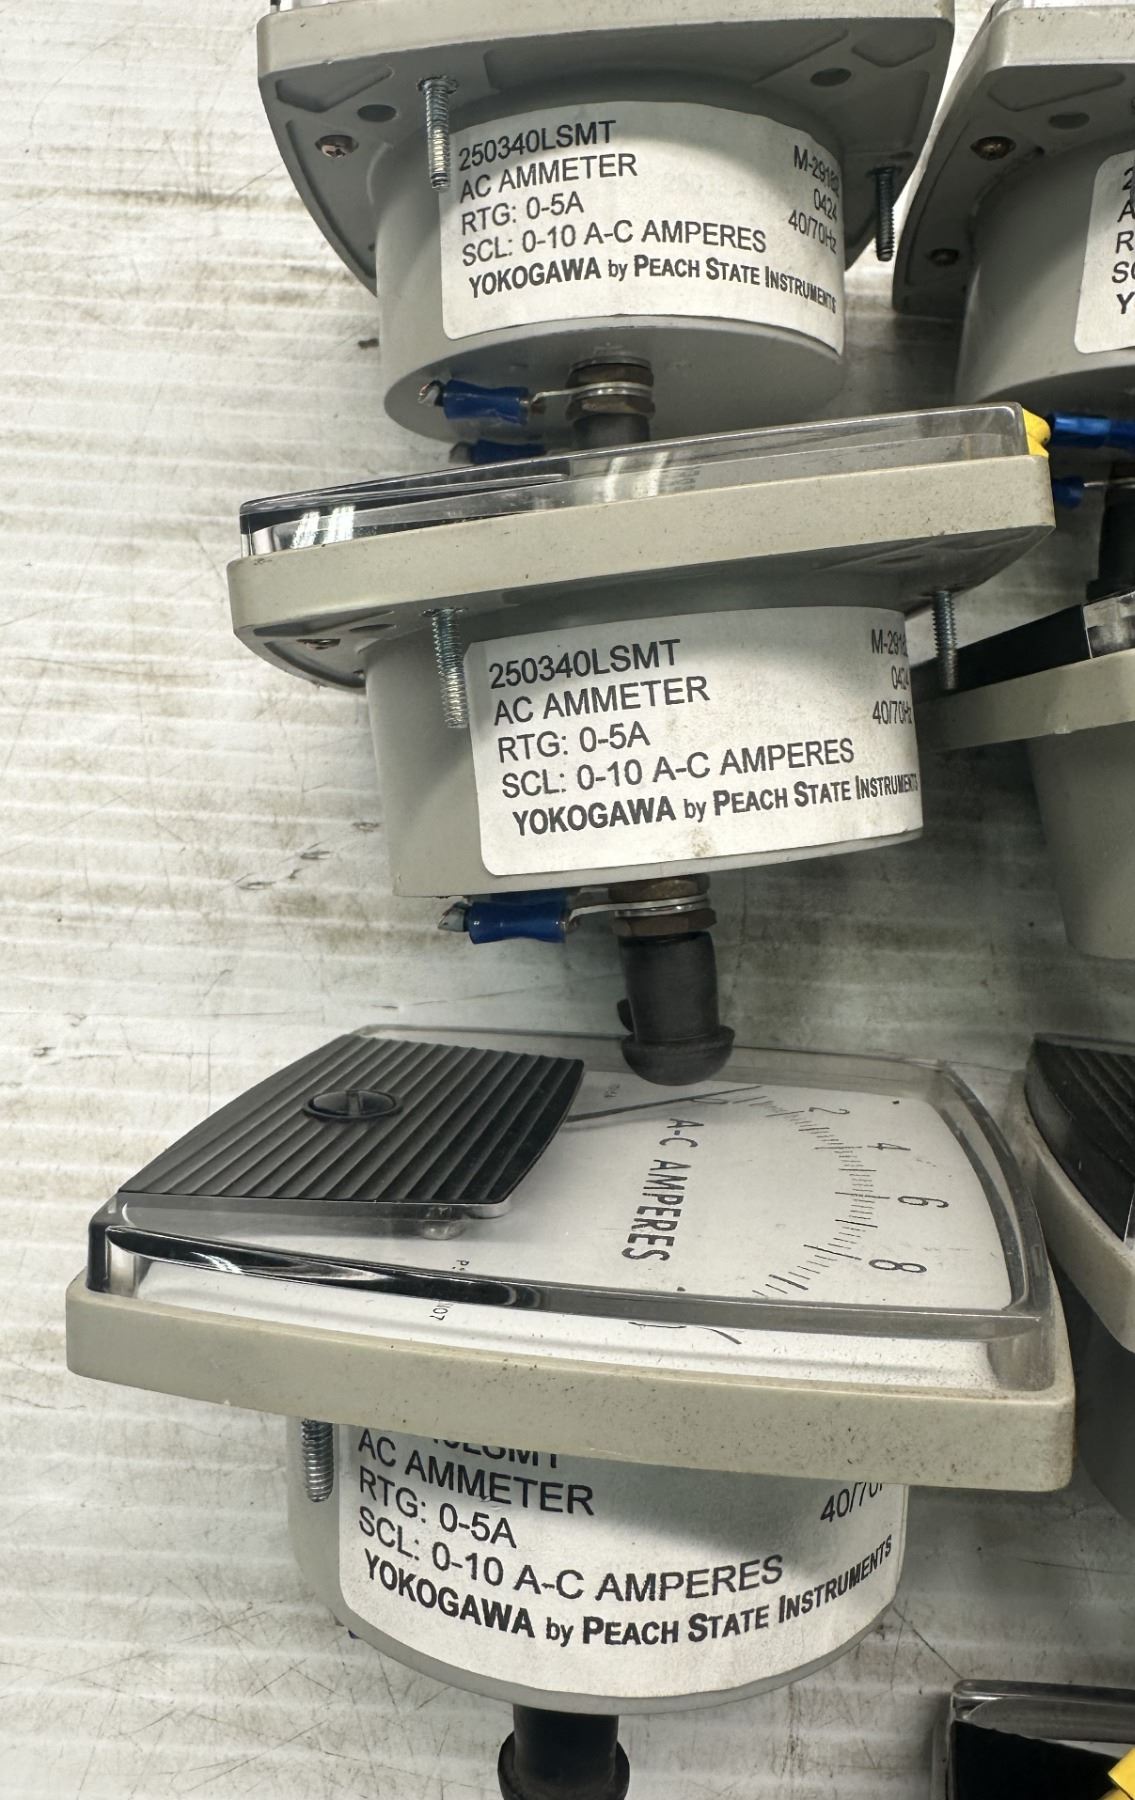 250340LSMT
AC AMMETER
RTG: 0-5A
SCL: 0-10 A-C AMPERES
YOKOGAWA by PEACH STATE INSTRUMENTS
0424
40/70Hz
250340LSMT
AC AMMETER
RTG: 0-5A
SCL: 0-10 A-C AMPERES
YOKOGAWA by PEACH STATE INSTRUMENTS
40/70Hz
2
4
6
8
A-C AMPERES
AC AMMETER
RTG: 0-5A
SCL: 0-10 A-C AMPERES
YOKOGAWA by PEACH STATE INSTRUMENTS